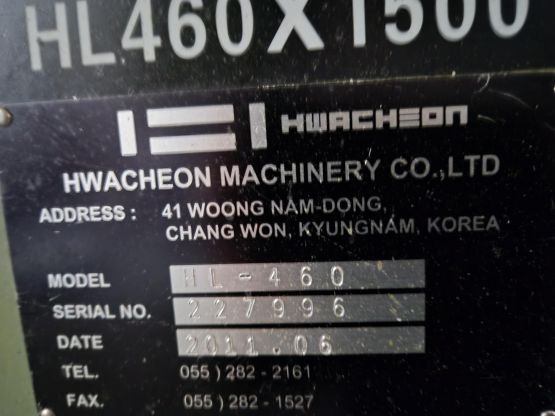 HL460X1500
HWACHEON
HWACHEON MACHINERY CO.,LTD
ADDRESS : 41 WOONG NAM-DONG,
CHANG WON, KYUNGNAM, KOREA
MODEL HL-460
SERIAL NO. 227996
DATE 2011.06
TEL. 055 ) 282 - 2161
FAX. 055 ) 282 - 1527